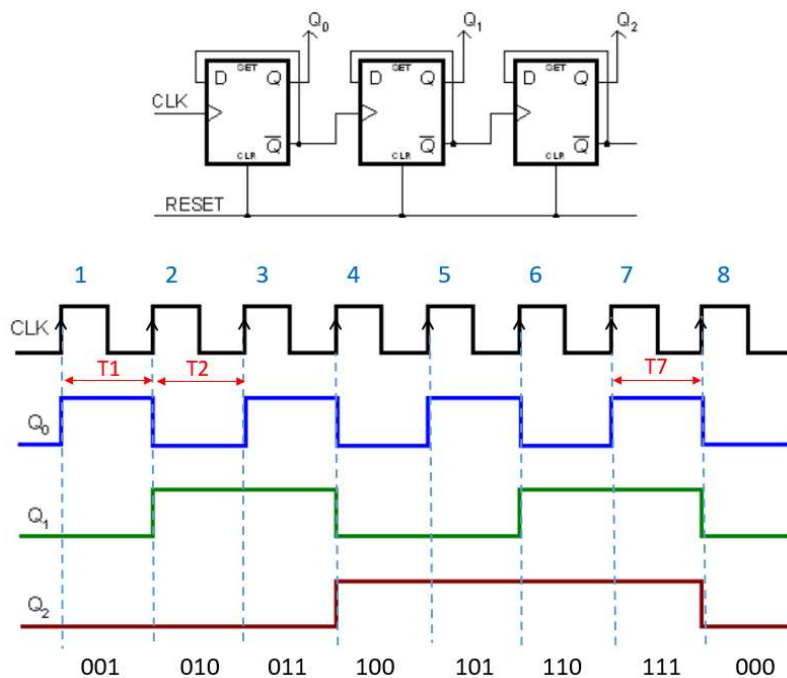 Q0 Q1 Q2
D SET Q D SET Q D SET Q
CLK
Q CLR Q CLR Q CLR
RESET
1 2 3 4 5 6 7 8
CLK
T1 T2 T7
Q0
Q1
Q2
001 010 011 100 101 110 111 000